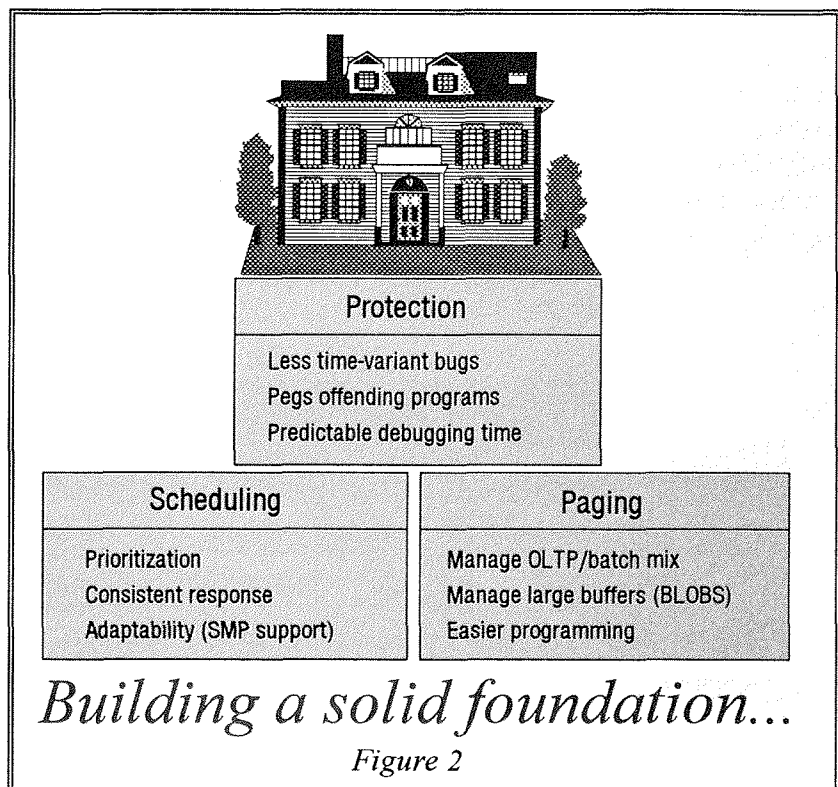 Protection
Less time-variant bugs
Pegs offending programs
Predictable debugging time
Scheduling
Prioritization
Consistent response
Adaptability (SMP support)
Paging
Manage OLTP/batch mix
Manage large buffers (BLOBS)
Easier programming
Building a solid foundation...
Figure 2